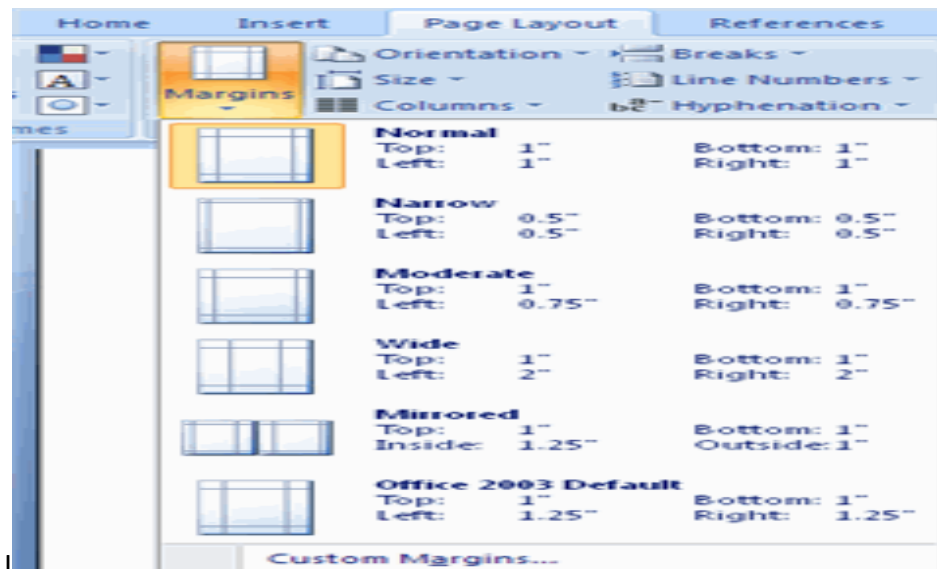 Home Insert Page Layout References
Margins Orientation Breaks
A Size Line Numbers
Columns Hyphenation
Normal
Top: 1" Bottom: 1"
Left: 1" Right: 1"
Narrow
Top: 0.5" Bottom: 0.5"
Left: 0.5" Right: 0.5"
Moderate
Top: 1" Bottom: 1"
Left: 0.75" Right: 0.75"
Wide
Top: 1" Bottom: 1"
Left: 2" Right: 2"
Mirrored
Top: 1" Bottom: 1"
Inside: 1.25" Outside: 1"
Office 2003 Default
Top: 1" Bottom: 1"
Left: 1.25" Right: 1.25"
Custom Margins...